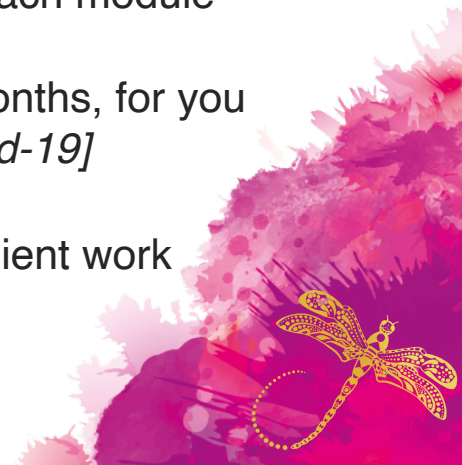 ach module
onths, for you
d-19]
ient work